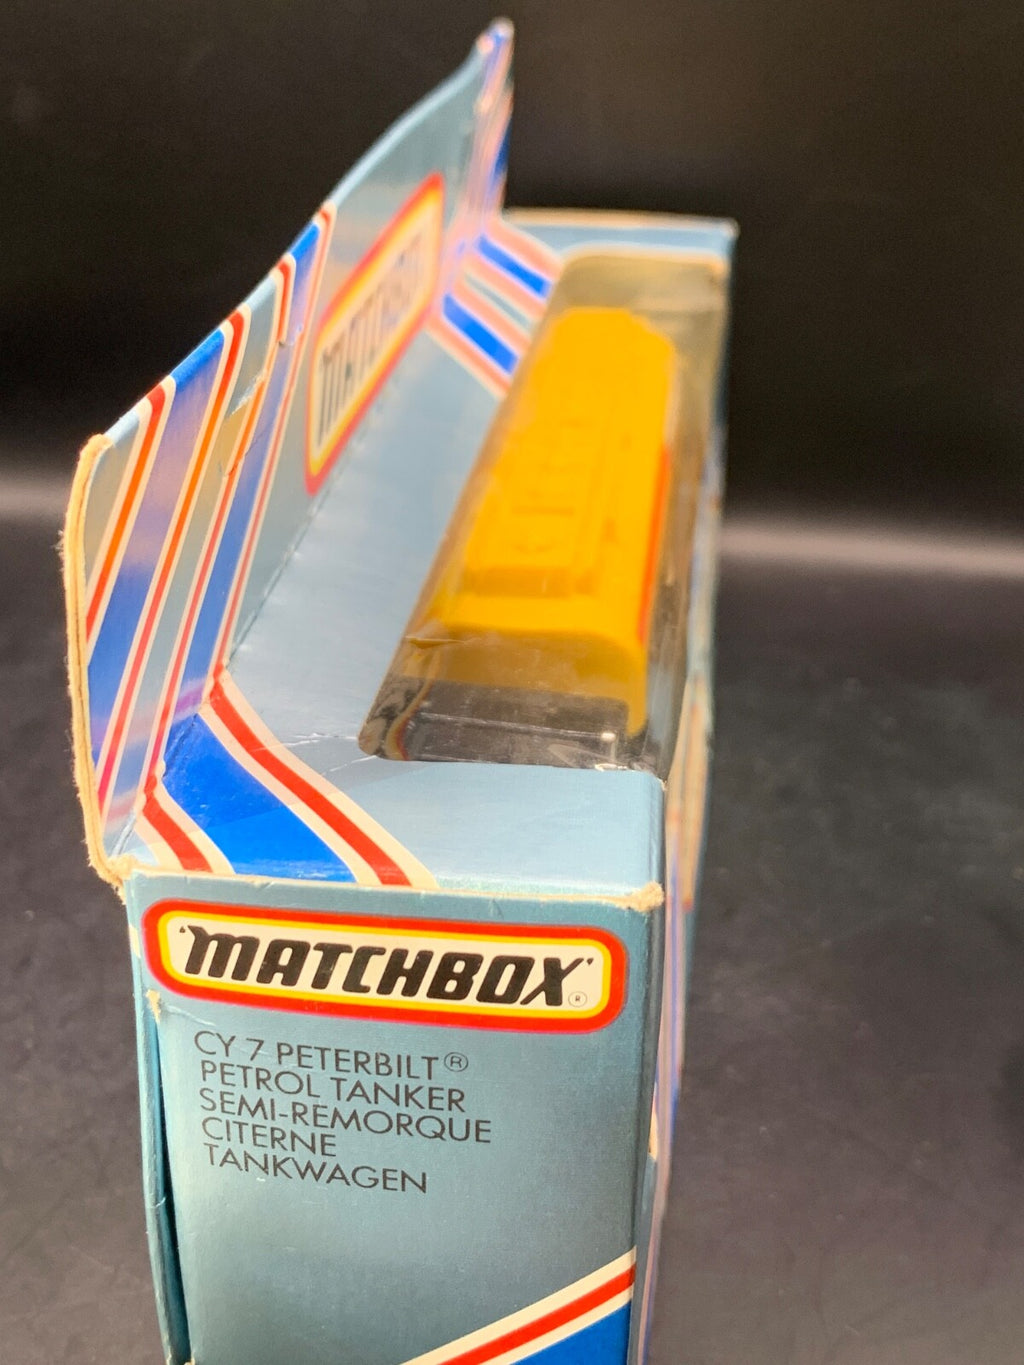 MATCHBOX
'MATCHBOX'®
CY 7 PETERBILT®
PETROL TANKER
SEMI-REMORQUE
CITERNE
TANKWAGEN